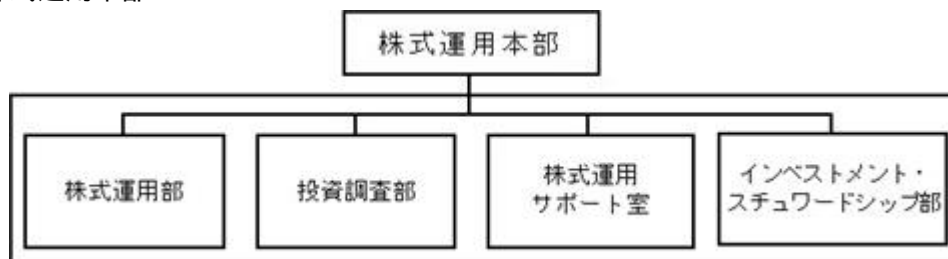 株式運用本部
株式運用部
投資調査部
株式運用
サポート室
インベストメント・
スチュワードシップ部